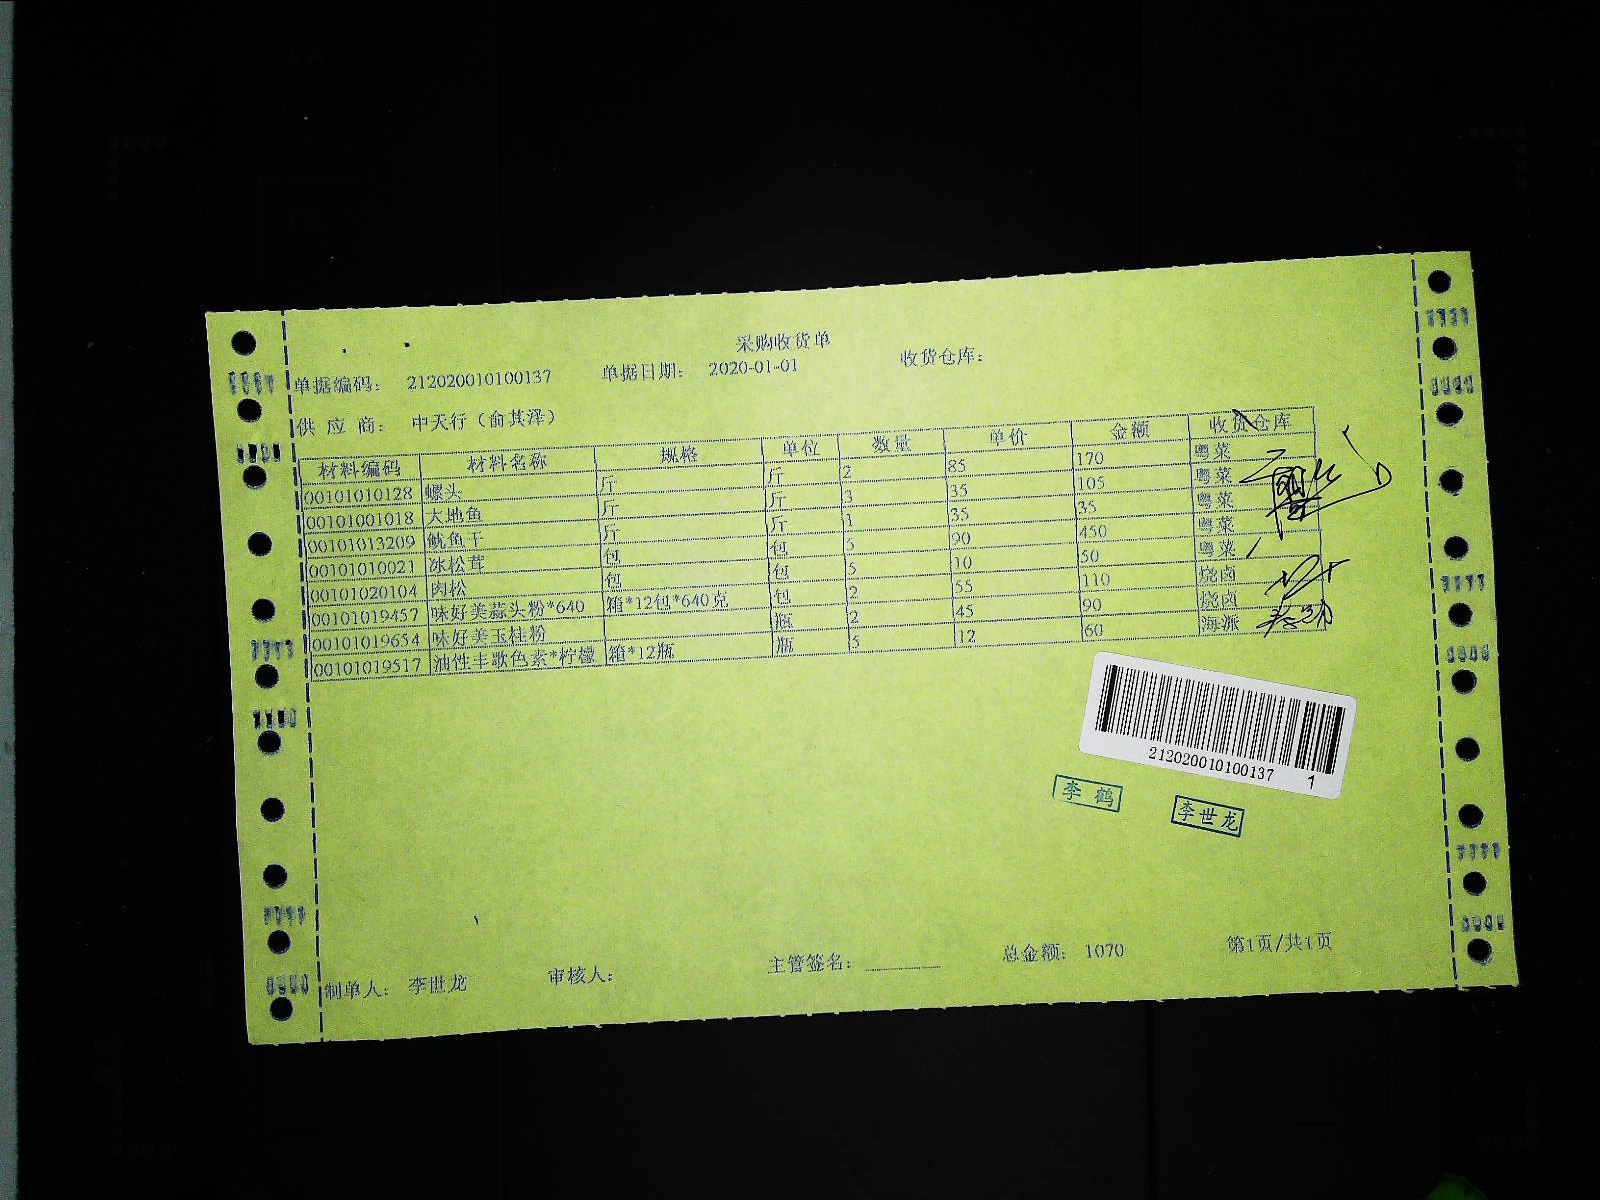 采购收货单
单据编码: 212020010100137 单据日期: 2020-01-01 收货仓库:
供 应 商: 中天行（俞其泽）
材料编码 材料名称 规格 单位 数量 单价 金额 收货仓库
00101010128 螺头 斤 斤 2 85 170 粤菜
00101001018 大地鱼 斤 斤 3 35 105 粤菜
00101013209 鱿鱼干 斤 斤 1 35 35 粤菜
00101010021 冰松茸 包 包 5 90 450 粤菜
00101020104 肉松 包 包 5 10 50 粤菜
00101019457 味好美蒜头粉*640 箱*12包*640克 包 2 55 110 烧卤
00101019654 味好美玉桂粉 瓶 2 45 90 烧卤
00101019517 油性丰歌色素*柠檬 箱*12瓶 瓶 5 12 60 海派
212020010100137
1
李鹤 李世龙
制单人: 李世龙 审核人: 主管签名: 总金额: 1070 第1页/共1页